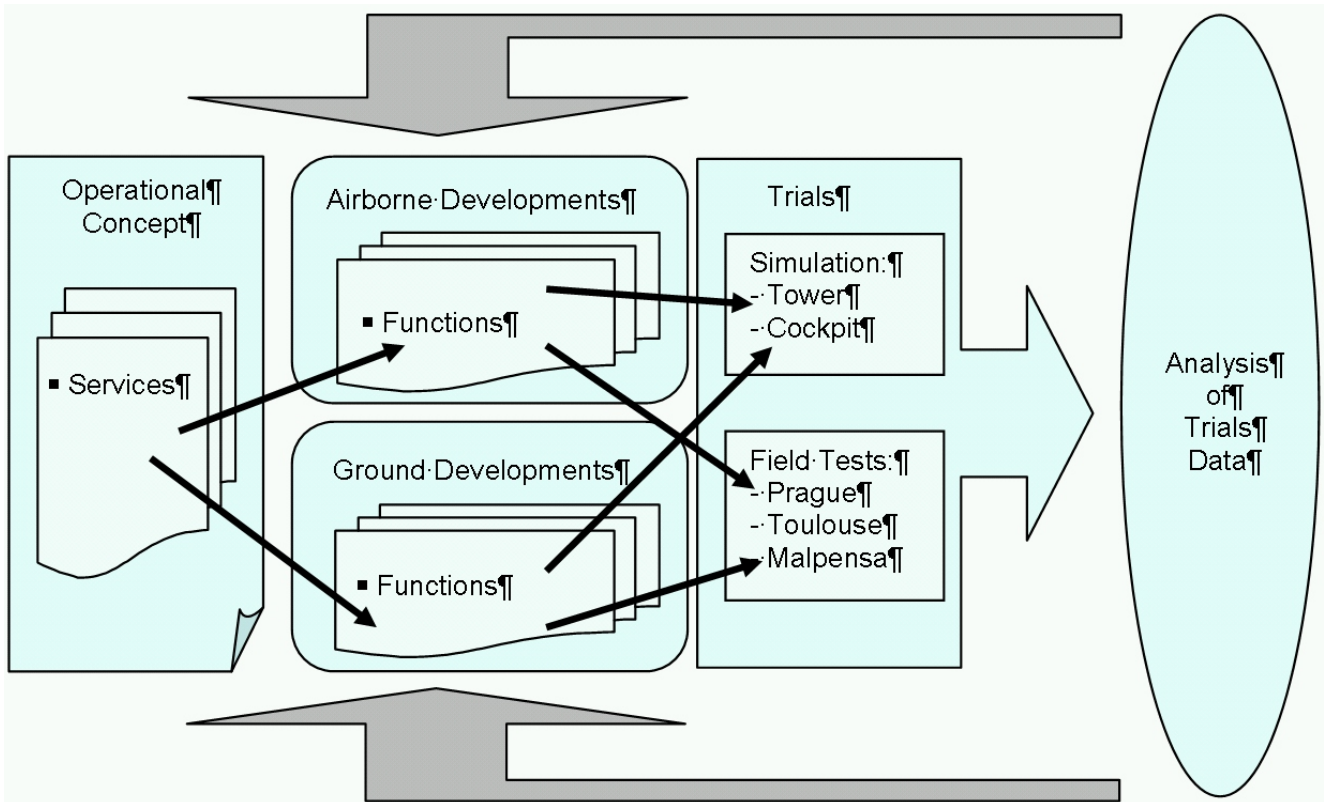 Operational¶
Concept¶
▪ Services¶
Airborne·Developments¶
▪ Functions¶
Ground·Developments¶
▪ Functions¶
Trials¶
Simulation:¶
-·Tower¶
-·Cockpit¶
Field·Tests:¶
-·Prague¶
-·Toulouse¶
-·Malpensa¶
Analysis¶
of¶
Trials¶
Data¶